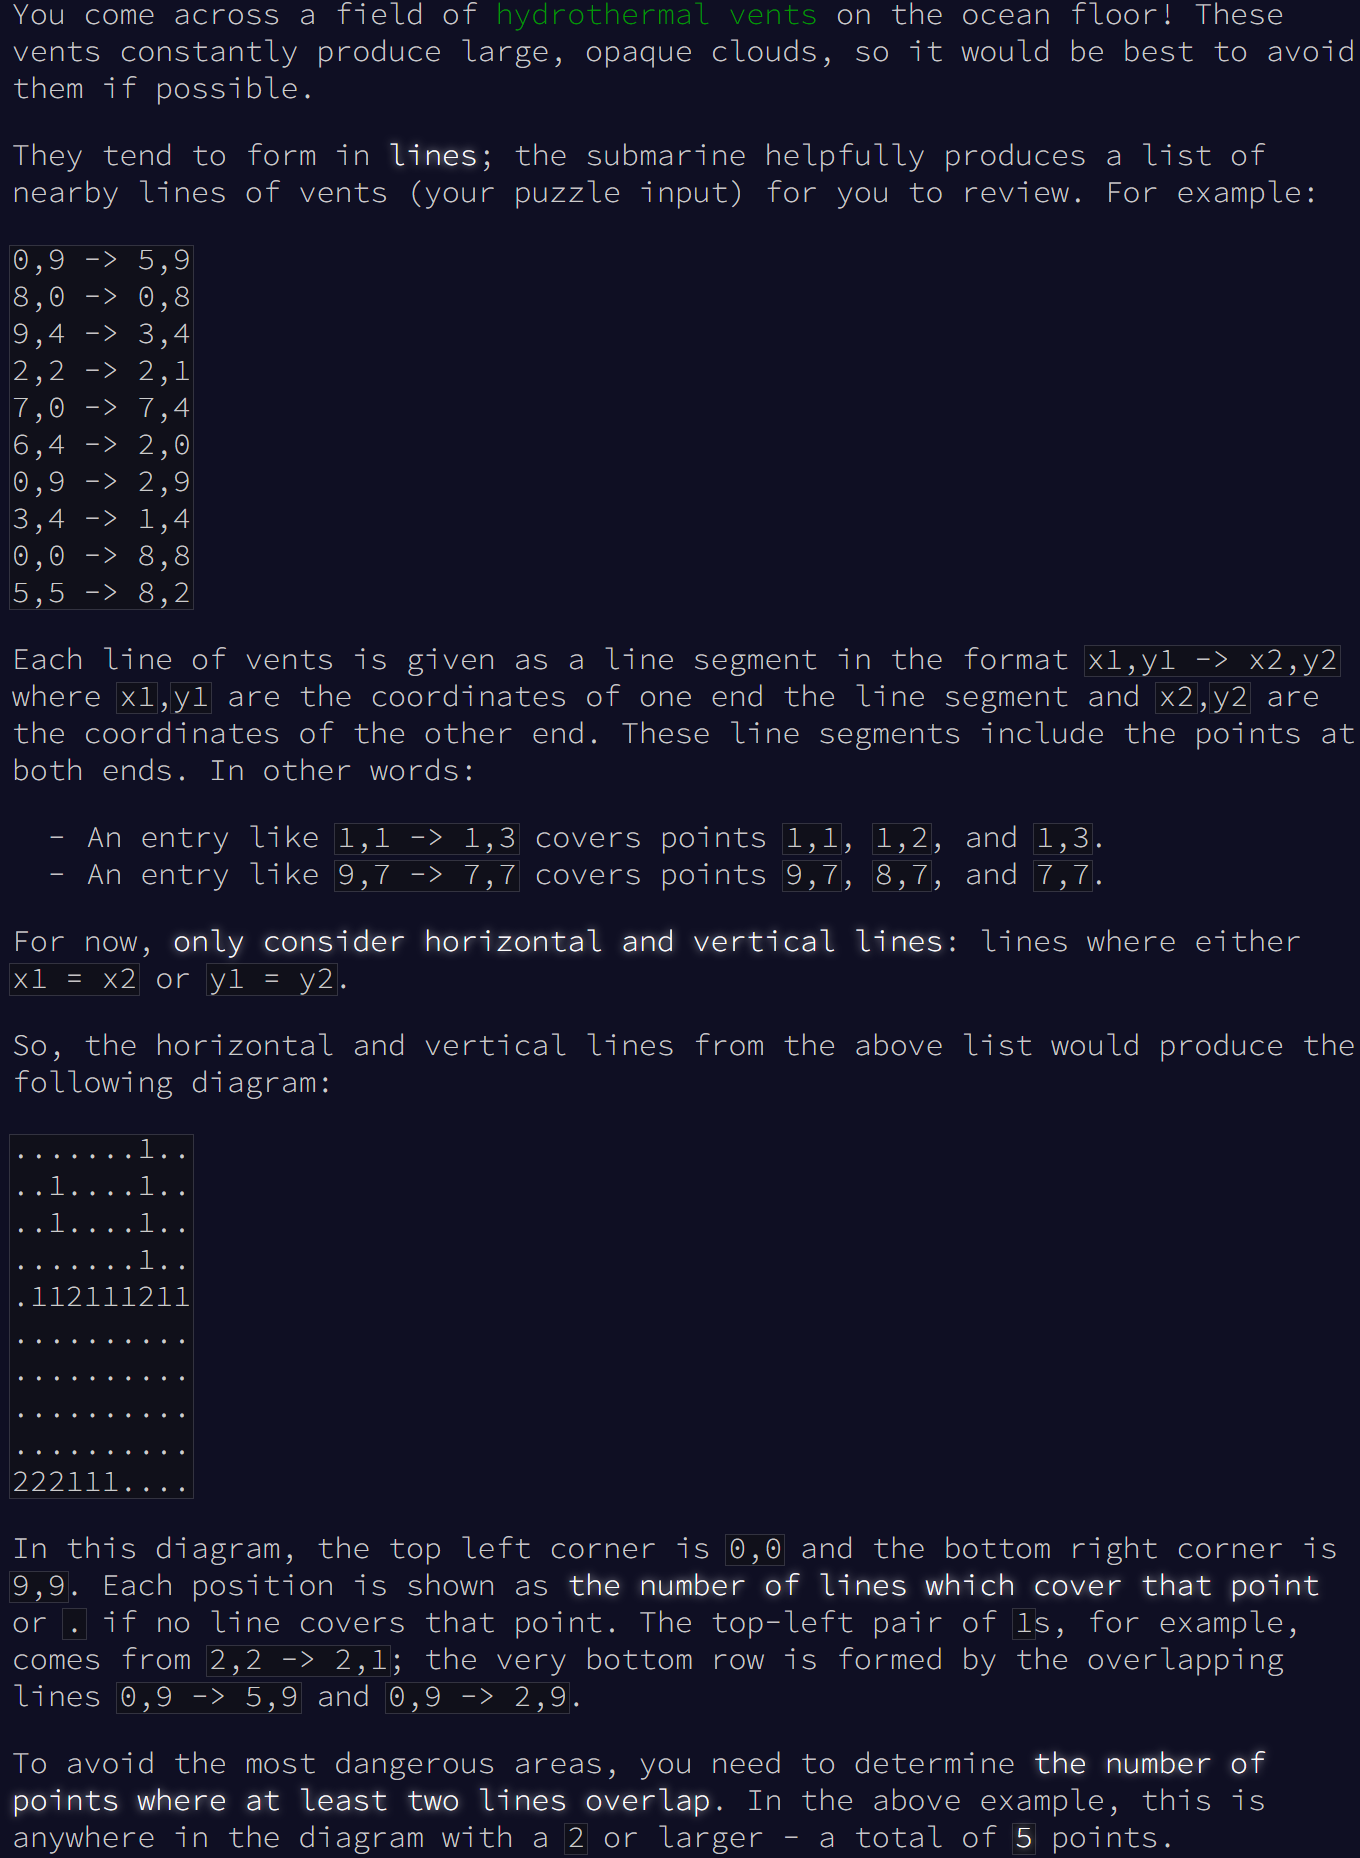 You come across a field of hydrothermal vents on the ocean floor! These
vents constantly produce large, opaque clouds, so it would be best to avoid
them if possible.
They tend to form in lines; the submarine helpfully produces a list of
nearby lines of vents (your puzzle input) for you to review. For example:
0,9 -> 5,9
8,0 -> 0,8
9,4 -> 3,4
2,2 -> 2,1
7,0 -> 7,4
6,4 -> 2,0
0,9 -> 2,9
3,4 -> 1,4
0,0 -> 8,8
5,5 -> 8,2
Each line of vents is given as a line segment in the format x1,y1 -> x2,y2
where x1,y1 are the coordinates of one end the line segment and x2,y2 are
the coordinates of the other end. These line segments include the points at
both ends. In other words:
- An entry like 1,1 -> 1,3 covers points 1,1, 1,2, and 1,3.
- An entry like 9,7 -> 7,7 covers points 9,7, 8,7, and 7,7.
For now, only consider horizontal and vertical lines: lines where either
x1 = x2 or y1 = y2.
So, the horizontal and vertical lines from the above list would produce the
following diagram:
.......1..
..1....1..
..1....1..
.......1..
.112111211
..........
..........
..........
..........
222111....
In this diagram, the top left corner is 0,0 and the bottom right corner is
9,9. Each position is shown as the number of lines which cover that point
or . if no line covers that point. The top-left pair of 1s, for example,
comes from 2,2 -> 2,1; the very bottom row is formed by the overlapping
lines 0,9 -> 5,9 and 0,9 -> 2,9.
To avoid the most dangerous areas, you need to determine the number of
points where at least two lines overlap. In the above example, this is
anywhere in the diagram with a 2 or larger - a total of 5 points.